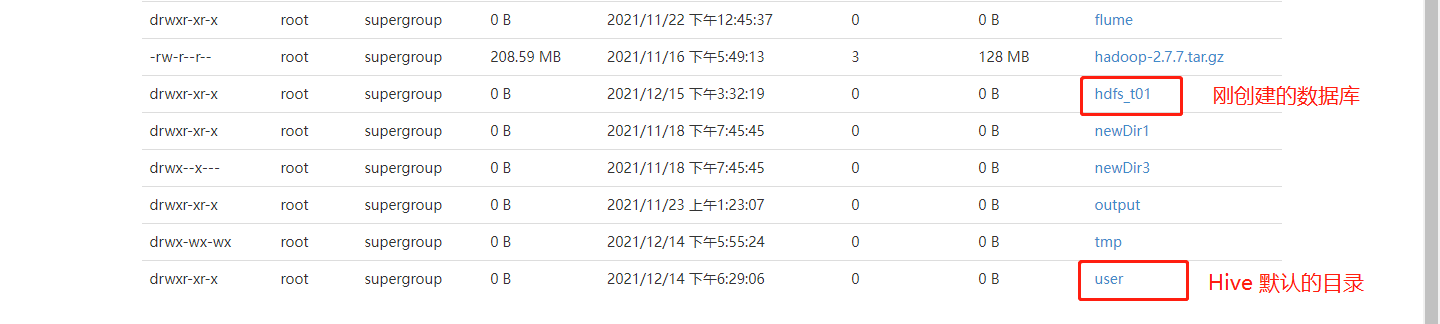 drwxr-xr-x root supergroup 0 B 2021/11/22 下午12:45:37 0 0 B flume
-rw-r--r-- root supergroup 208.59 MB 2021/11/16 下午5:49:13 3 128 MB hadoop-2.7.7.tar.gz
drwxr-xr-x root supergroup 0 B 2021/12/15 下午3:32:19 0 0 B hdfs_t01 刚创建的数据库
drwxr-xr-x root supergroup 0 B 2021/11/18 下午7:45:45 0 0 B newDir1
drwx--x--- root supergroup 0 B 2021/11/18 下午7:45:45 0 0 B newDir3
drwxr-xr-x root supergroup 0 B 2021/11/23 上午1:23:07 0 0 B output
drwx-wx-wx root supergroup 0 B 2021/12/14 下午5:55:24 0 0 B tmp
drwxr-xr-x root supergroup 0 B 2021/12/14 下午6:29:06 0 0 B user Hive 默认的目录